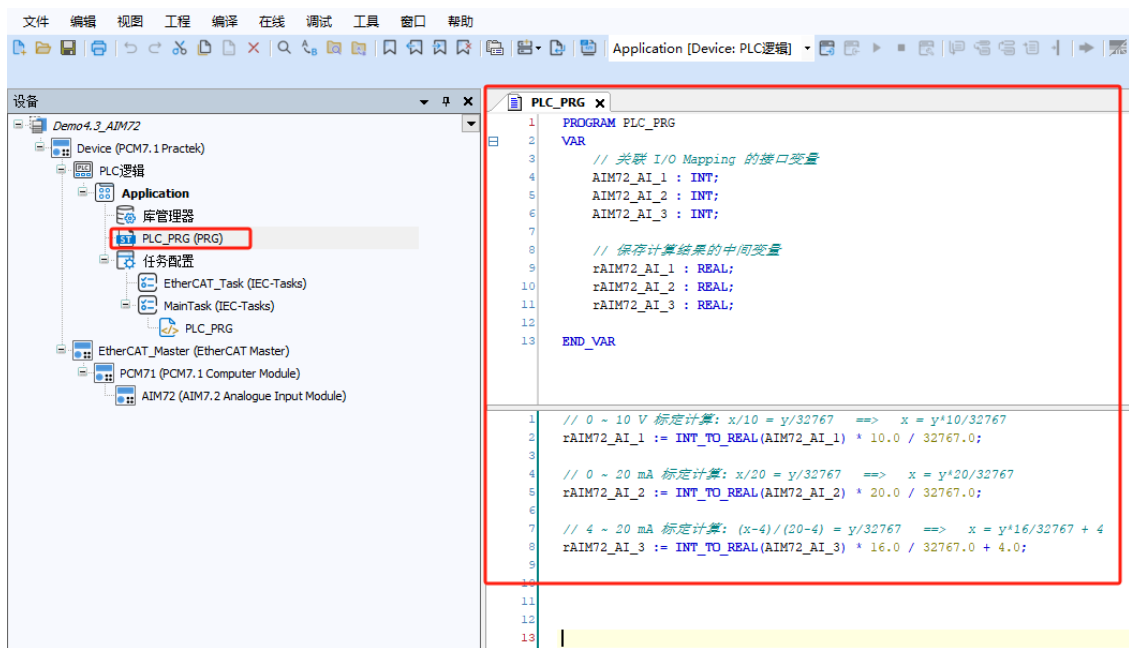 文件 编辑 视图 工程 编译 在线 调试 工具 窗口 帮助
Application [Device: PLC逻辑]
设备
Demo4.3_AIM72
Device (PCM7.1 Practek)
PLC逻辑
Application
库管理器
PLC_PRG (PRG)
任务配置
EtherCAT_Task (IEC-Tasks)
MainTask (IEC-Tasks)
PLC_PRG
EtherCAT_Master (EtherCAT Master)
PCM71 (PCM7.1 Computer Module)
AIM72 (AIM7.2 Analogue Input Module)
PLC_PRG
1 PROGRAM PLC_PRG
2 VAR
3 // 关联 I/O Mapping 的接口变量
4 AIM72_AI_1 : INT;
5 AIM72_AI_2 : INT;
6 AIM72_AI_3 : INT;
7
8 // 保存计算结果的中间变量
9 rAIM72_AI_1 : REAL;
10 rAIM72_AI_2 : REAL;
11 rAIM72_AI_3 : REAL;
12
13 END_VAR
1 // 0 ~ 10 V 标定计算: x/10 = y/32767 ==> x = y*10/32767
2 rAIM72_AI_1 := INT_TO_REAL(AIM72_AI_1) * 10.0 / 32767.0;
3
4 // 0 ~ 20 mA 标定计算: x/20 = y/32767 ==> x = y*20/32767
5 rAIM72_AI_2 := INT_TO_REAL(AIM72_AI_2) * 20.0 / 32767.0;
6
7 // 4 ~ 20 mA 标定计算: (x-4)/(20-4) = y/32767 ==> x = y*16/32767 + 4
8 rAIM72_AI_3 := INT_TO_REAL(AIM72_AI_3) * 16.0 / 32767.0 + 4.0;
9
10
11
12
13